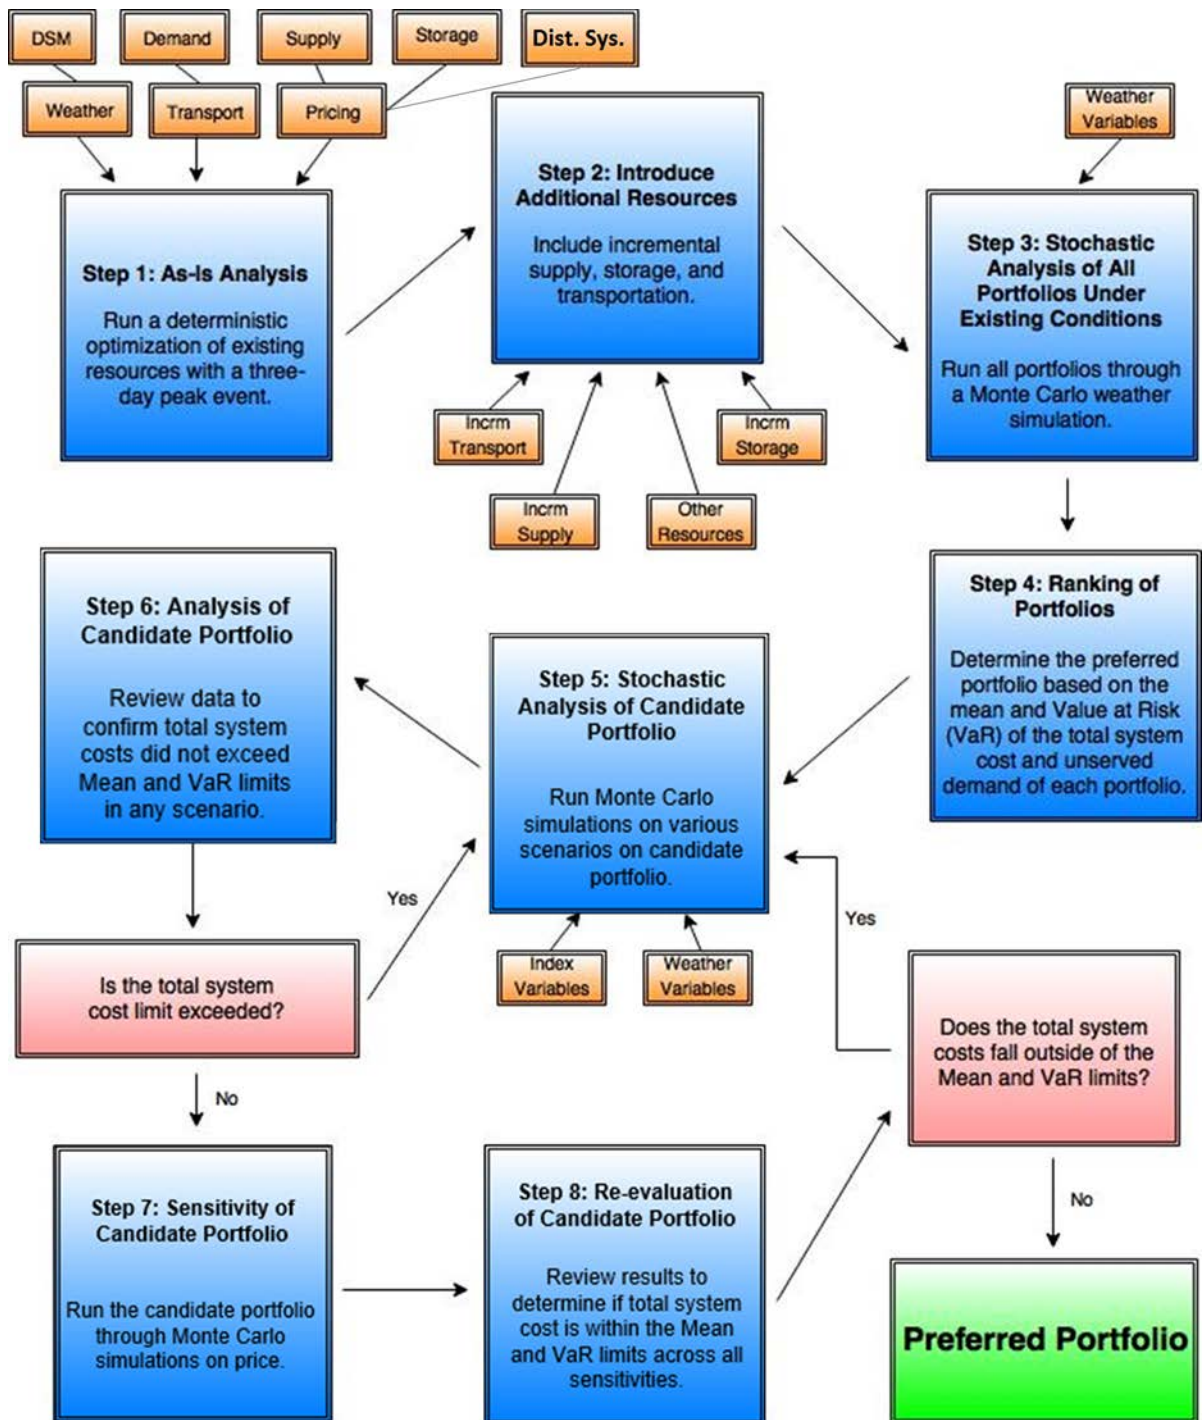 DSM
Demand
Supply
Storage
Dist. Sys.
Weather
Transport
Pricing
Step 1: As-Is Analysis
Run a deterministic
optimization of existing
resources with a three-
day peak event.
Step 2: Introduce
Additional Resources
Include incremental
supply, storage, and
transportation.
Incrm
Transport
Incrm
Supply
Other
Resources
Incrm
Storage
Weather
Variables
Step 3: Stochastic
Analysis of All
Portfolios Under
Existing Conditions
Run all portfolios through
a Monte Carlo weather
simulation.
Step 4: Ranking of
Portfolios
Determine the preferred
portfolio based on the
mean and Value at Risk
(VaR) of the total system
cost and unserved
demand of each portfolio.
Step 5: Stochastic
Analysis of Candidate
Portfolio
Run Monte Carlo
simulations on various
scenarios on candidate
portfolio.
Index
Variables
Weather
Variables
Step 6: Analysis of
Candidate Portfolio
Review data to
confirm total system
costs did not exceed
Mean and VaR limits
in any scenario.
Yes
Is the total system
cost limit exceeded?
No
Step 7: Sensitivity of
Candidate Portfolio
Run the candidate portfolio
through Monte Carlo
simulations on price.
Step 8: Re-evaluation
of Candidate Portfolio
Review results to
determine if total system
cost is within the Mean
and VaR limits across all
sensitivities.
Yes
Does the total system
costs fall outside of the
Mean and VaR limits?
No
Preferred Portfolio